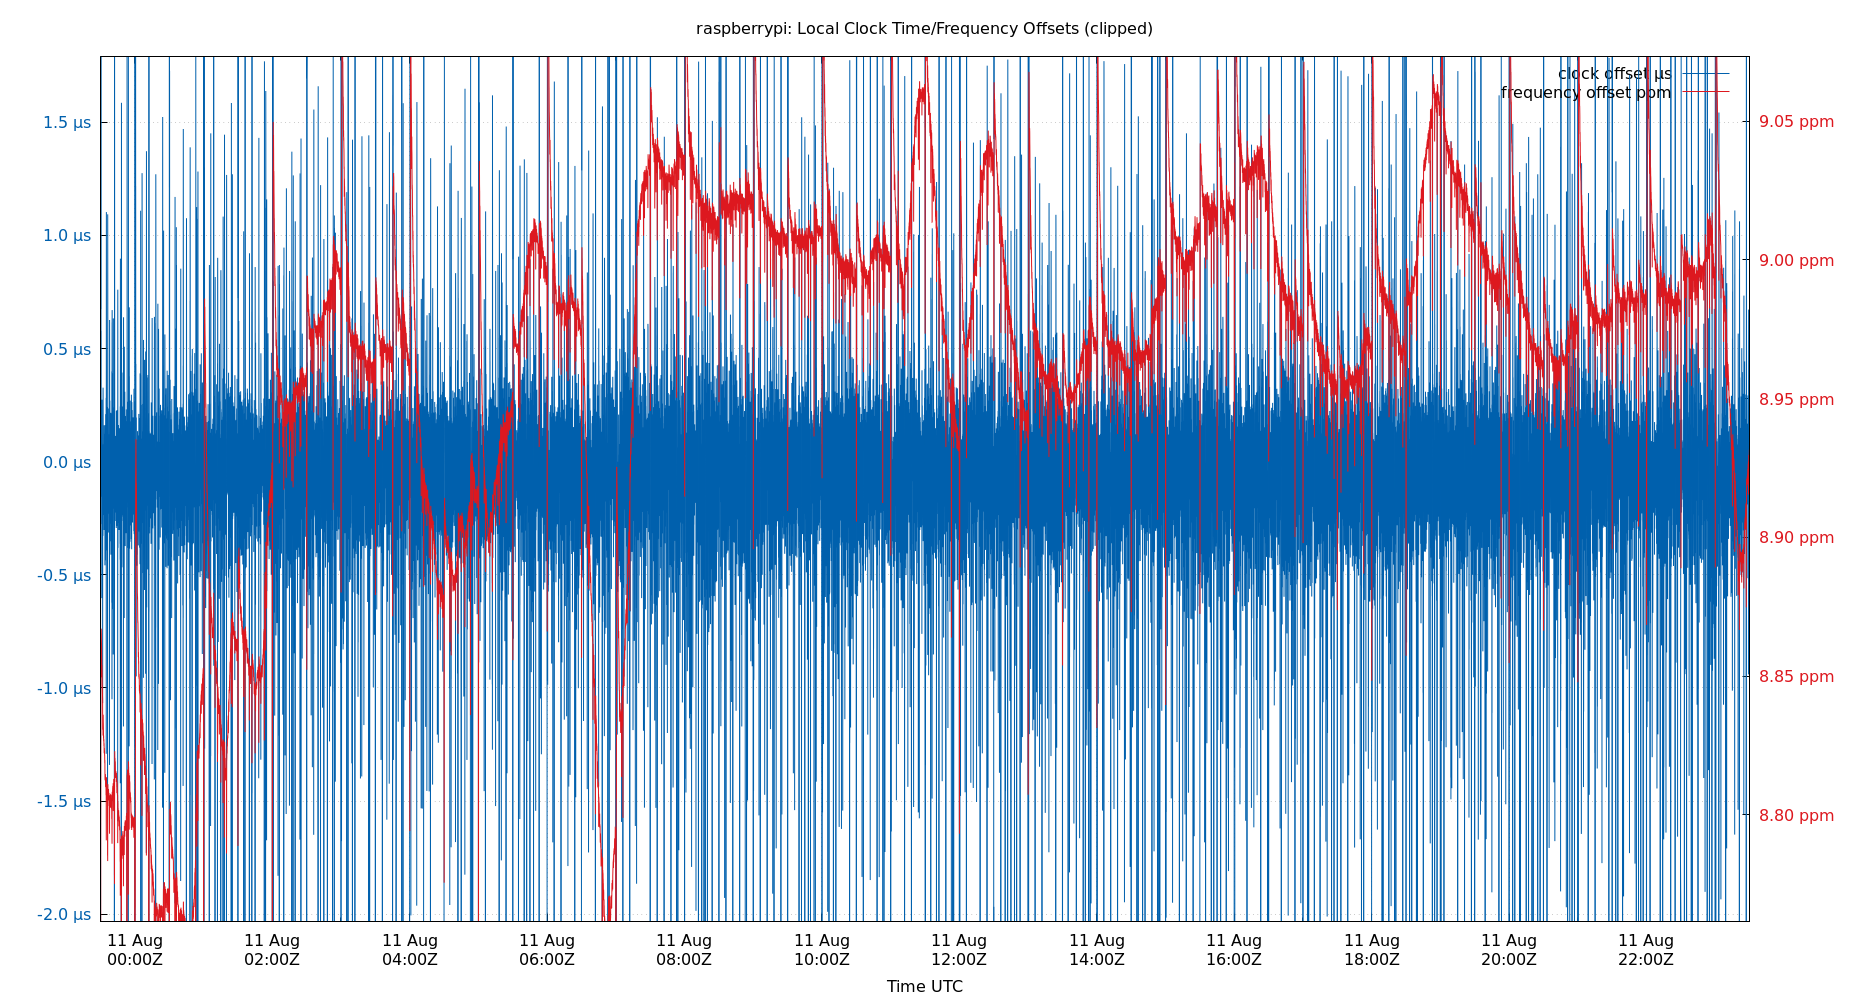 raspberrypi: Local Clock Time/Frequency Offsets (clipped)
clock offset µs
frequency offset ppm
1.5 µs
1.0 µs
0.5 µs
0.0 µs
-0.5 µs
-1.0 µs
-1.5 µs
-2.0 µs
9.05 ppm
9.00 ppm
8.95 ppm
8.90 ppm
8.85 ppm
8.80 ppm
11 Aug 11 Aug 11 Aug 11 Aug 11 Aug 11 Aug 11 Aug 11 Aug 11 Aug 11 Aug 11 Aug 11 Aug
00:00Z 02:00Z 04:00Z 06:00Z 08:00Z 10:00Z 12:00Z 14:00Z 16:00Z 18:00Z 20:00Z 22:00Z
Time UTC